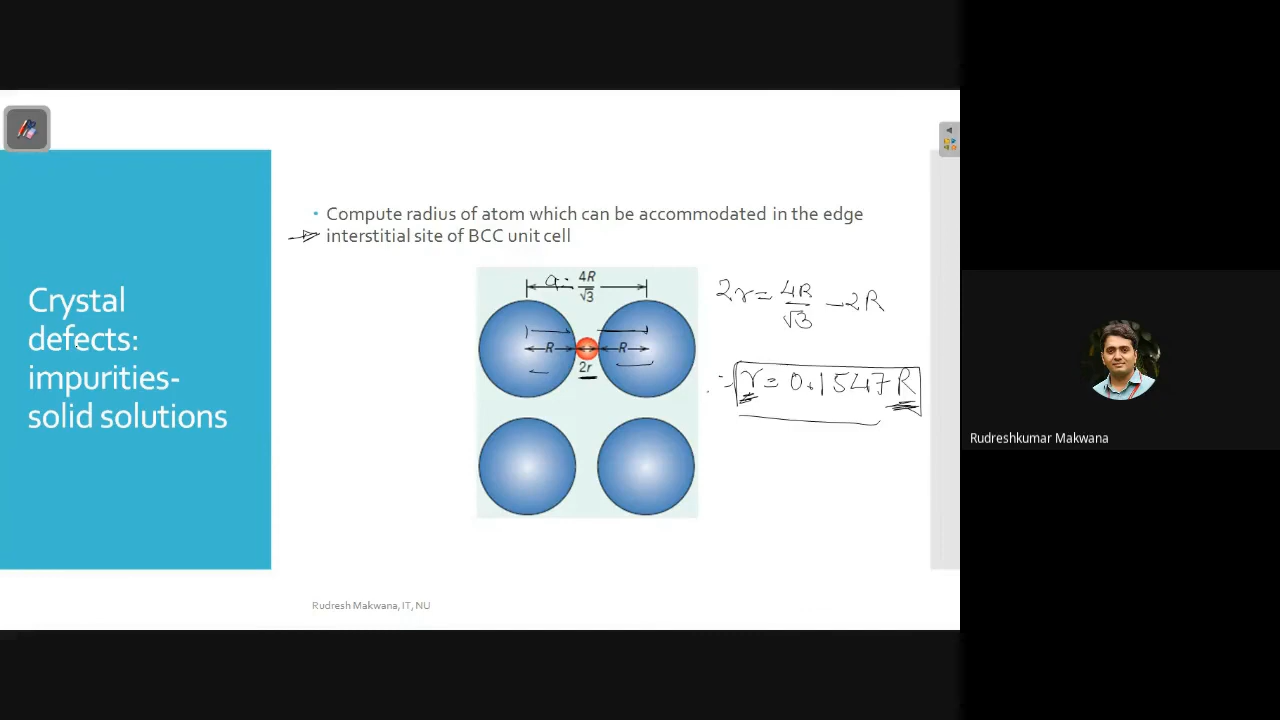 • Compute radius of atom which can be accommodated in the edge
interstitial site of BCC unit cell
Crystal
defects:
impurities-
solid solutions
a = 4R/√3
R 2r R
2r = 4R/√3 - 2R
∴ r = 0.1547 R
Rudresh Makwana, IT, NU
Rudreshkumar Makwana